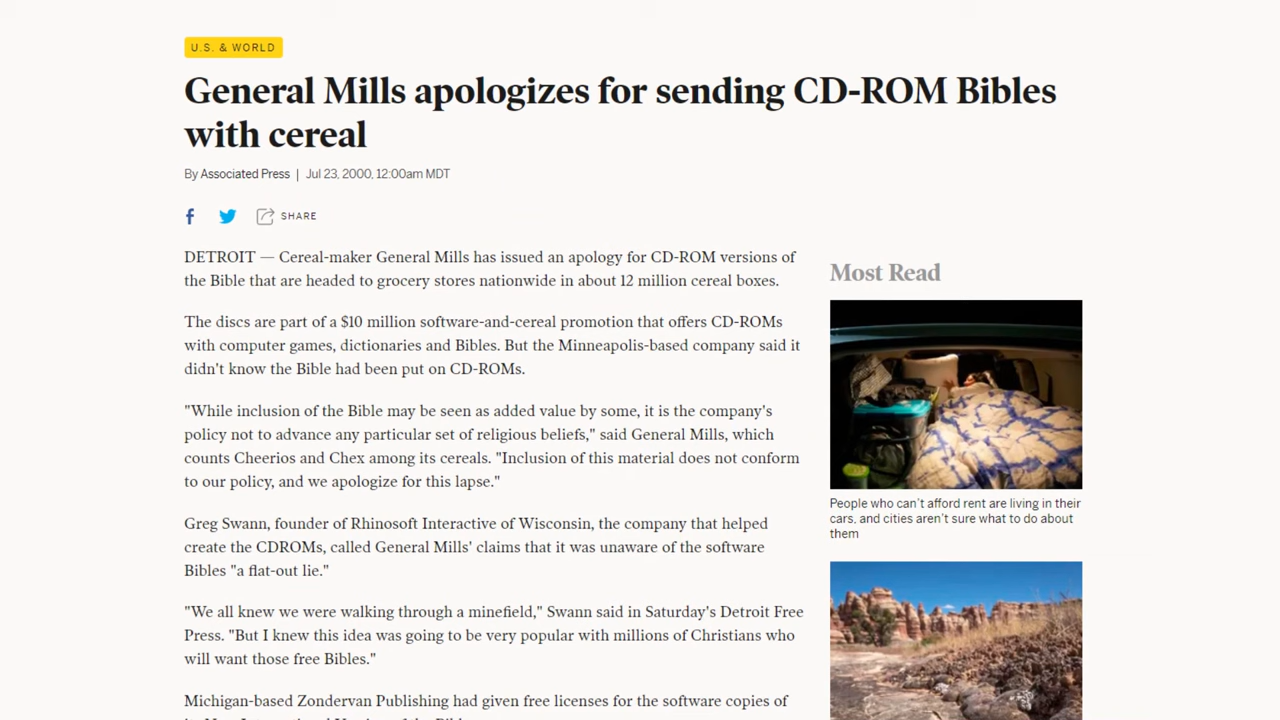 U.S. & WORLD
General Mills apologizes for sending CD-ROM Bibles
with cereal
By Associated Press | Jul 23, 2000, 12:00am MDT
SHARE
DETROIT — Cereal-maker General Mills has issued an apology for CD-ROM versions of
the Bible that are headed to grocery stores nationwide in about 12 million cereal boxes.
The discs are part of a $10 million software-and-cereal promotion that offers CD-ROMs
with computer games, dictionaries and Bibles. But the Minneapolis-based company said it
didn't know the Bible had been put on CD-ROMs.
"While inclusion of the Bible may be seen as added value by some, it is the company's
policy not to advance any particular set of religious beliefs," said General Mills, which
counts Cheerios and Chex among its cereals. "Inclusion of this material does not conform
to our policy, and we apologize for this lapse."
Greg Swann, founder of Rhinosoft Interactive of Wisconsin, the company that helped
create the CDROMs, called General Mills' claims that it was unaware of the software
Bibles "a flat-out lie."
"We all knew we were walking through a minefield," Swann said in Saturday's Detroit Free
Press. "But I knew this idea was going to be very popular with millions of Christians who
will want those free Bibles."
Michigan-based Zondervan Publishing had given free licenses for the software copies of
Most Read
People who can't afford rent are living in their
cars, and cities aren't sure what to do about
them